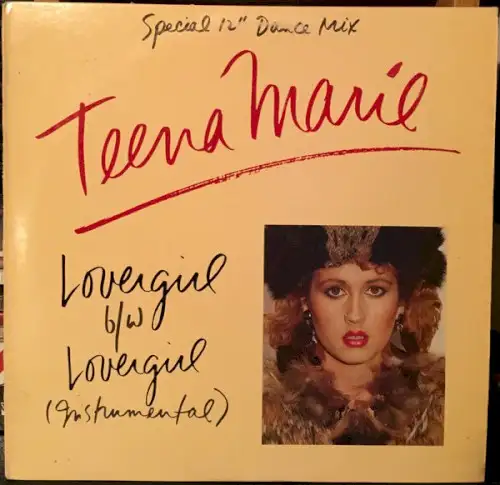 Special 12" Dance Mix
Teena Marie
Lovergirl
b/w
Lovergirl
(Instrumental)